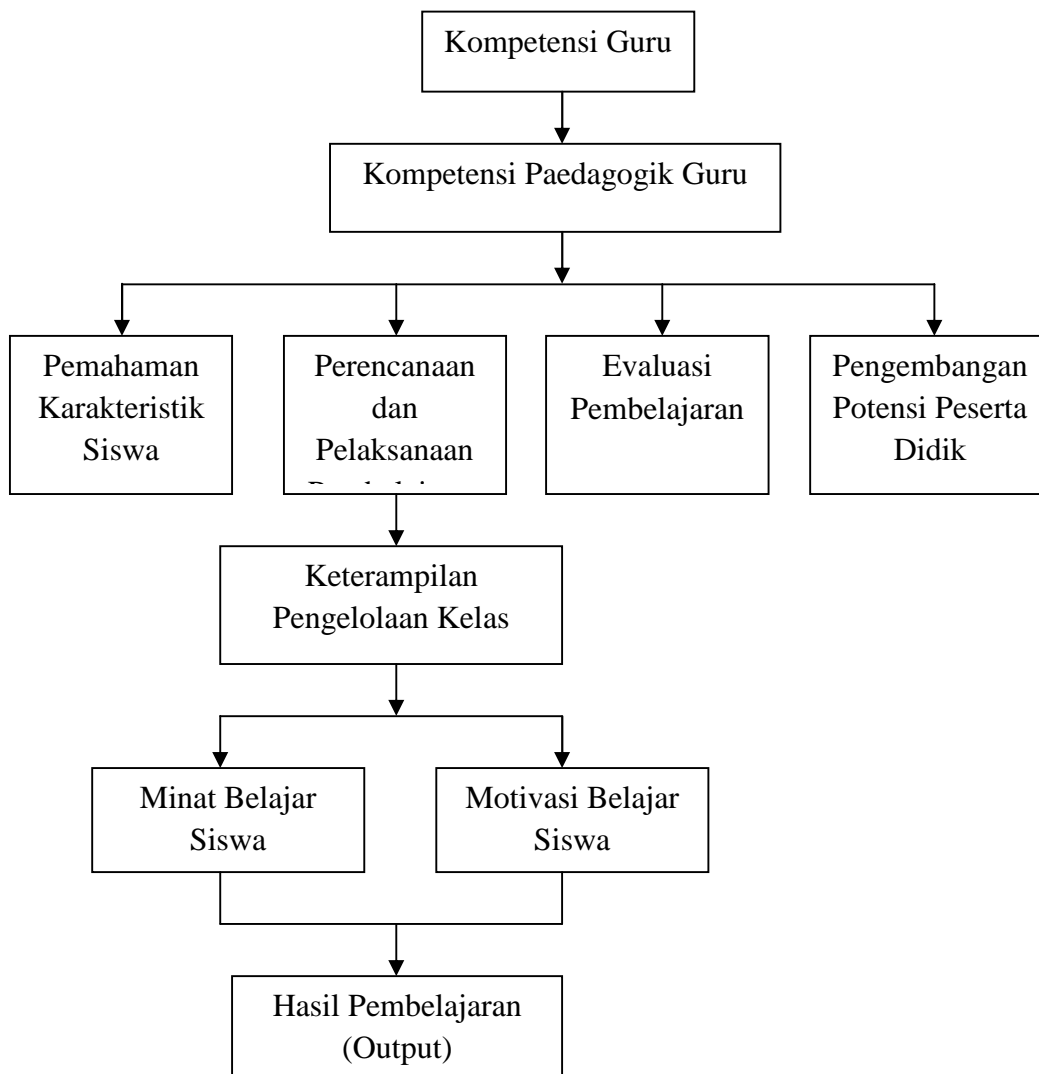 Kompetensi Guru
Kompetensi Paedagogik Guru
Pemahaman
Karakteristik
Siswa
Perencanaan
dan
Pelaksanaan
Evaluasi
Pembelajaran
Pengembangan
Potensi Peserta
Didik
Keterampilan
Pengelolaan Kelas
Minat Belajar
Siswa
Motivasi Belajar
Siswa
Hasil Pembelajaran
(Output)